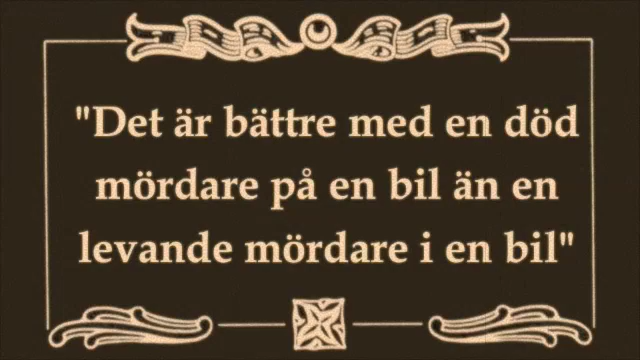 "Det är bättre med en död
mördare på en bil än en
levande mördare i en bil"